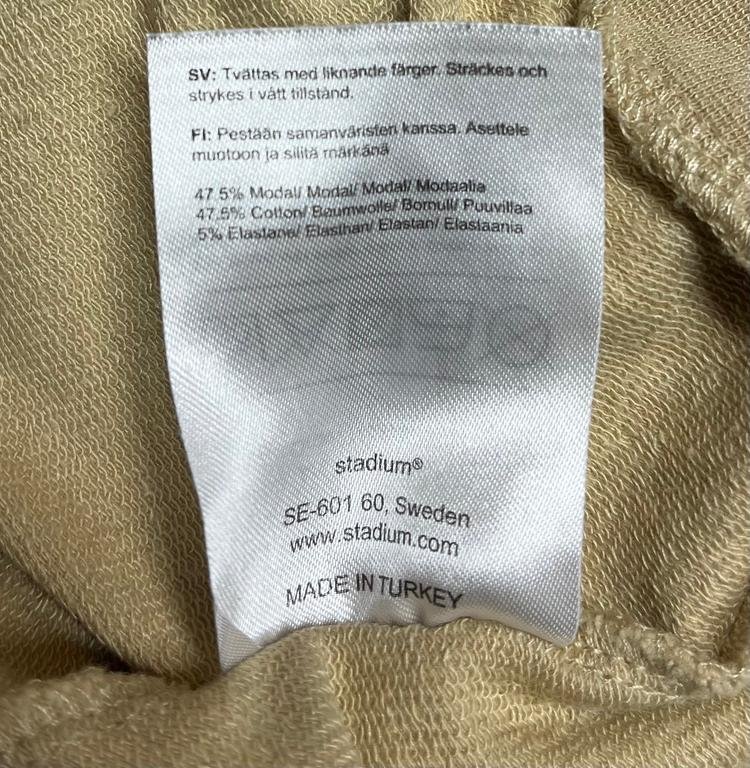 SV: Tvättas med liknande färger. Sträckes och
strykes i vått tillstånd.
FI: Pestään samanväristen kanssa. Asettele
muotoon ja silitä märkänä
47.5% Modal/ Modal/ Modal/ Modaalia
47.5% Cotton/ Baumwolle/ Bomull/ Puuvillaa
5% Elastane/ Elasthan/ Elastan/ Elastaania
stadium®
SE-601 60, Sweden
www.stadium.com
MADE IN TURKEY